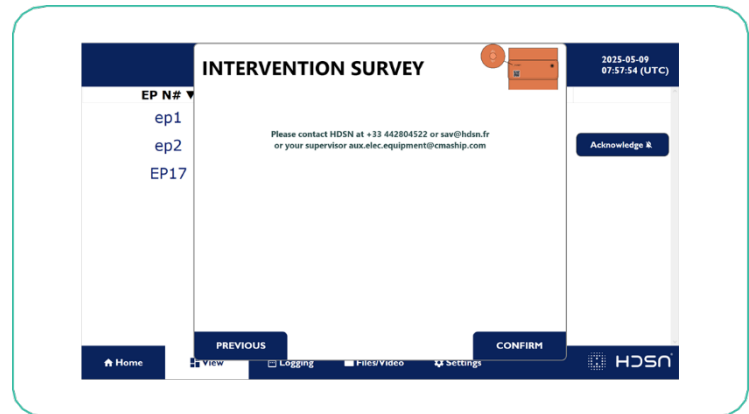 INTERVENTION SURVEY
2025-05-09
07:57:54 (UTC)
EP N# ▼
ep1
Please contact HDSN at +33 442804522 or sav@hdsn.fr
or your supervisor aux.elec.equipment@cmaship.com
ep2
Acknowledge
EP17
PREVIOUS
CONFIRM
Home
View
Logging
Files/Video
Settings
HDSN